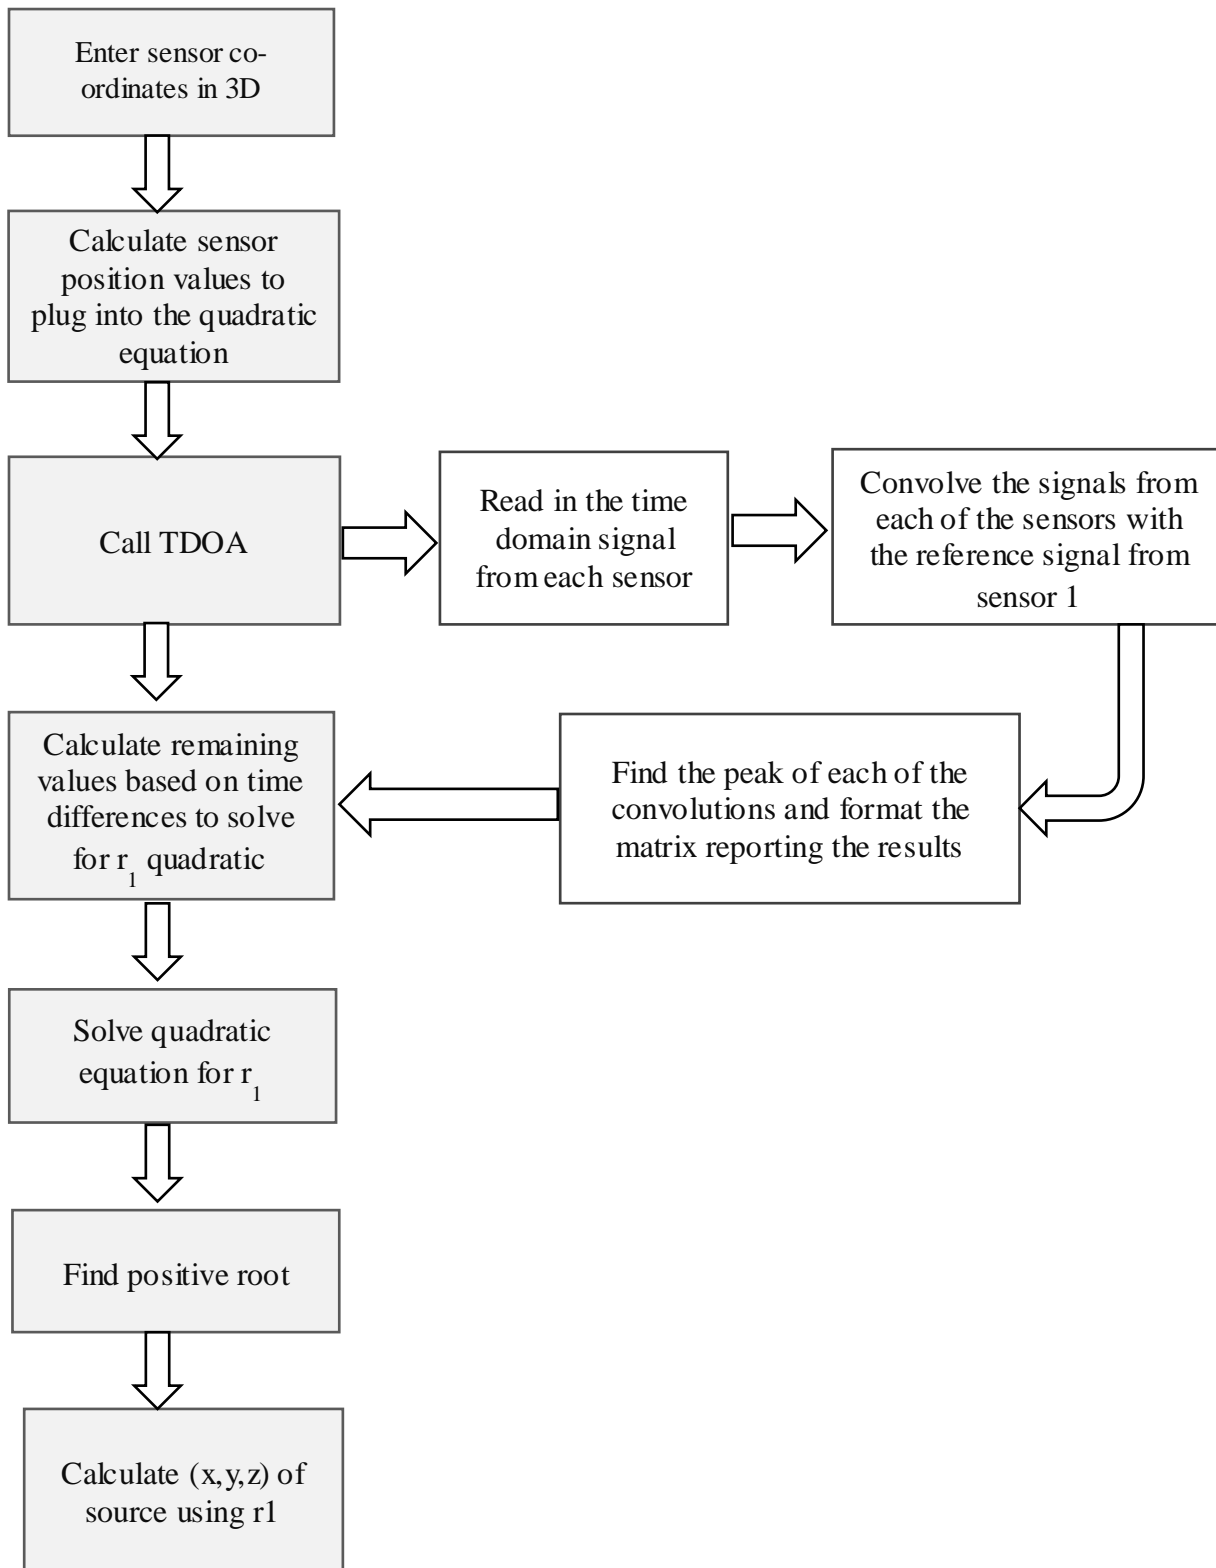 Enter sensor co-
ordinates in 3D
Calculate sensor
position values to
plug into the quadratic
equation
Call TDOA
Read in the time
domain signal
from each sensor
Convolve the signals from
each of the sensors with
the reference signal from
sensor 1
Calculate remaining
values based on time
differences to solve
for r₁ quadratic
Find the peak of each of the
convolutions and format the
matrix reporting the results
Solve quadratic
equation for r₁
Find positive root
Calculate (x,y,z) of
source using r1